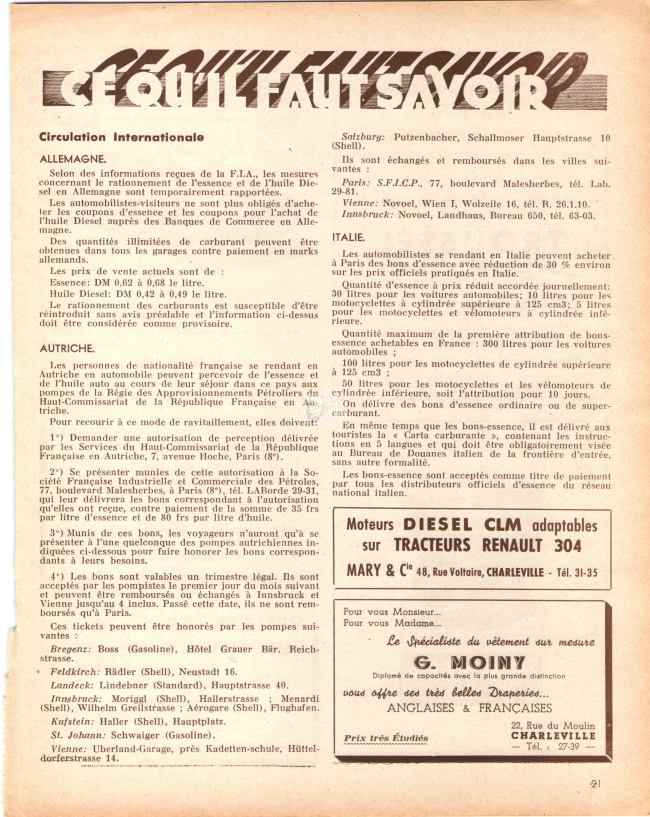 CE QU'IL FAUT SAVOIR
Circulation Internationale
ALLEMAGNE.
Selon des informations reçues de la F.I.A., les mesures
concernant le rationnement de l'essence et de l'huile Die-
sel en Allemagne sont temporairement rapportées.
Les automobilistes-visiteurs ne sont plus obligés d'ache-
ter les coupons d'essence et les coupons pour l'achat de
l'huile Diesel auprès des Banques de Commerce en Alle-
magne.
Des quantités illimitées de carburant peuvent être
obtenues dans tous les garages contre paiement en marks
allemands.
Les prix de vente actuels sont de :
Essence: DM 0,62 à 0,68 le litre.
Huile Diesel: DM 0,42 à 0,49 le litre.
Le rationnement des carburants est susceptible d'être
réintroduit sans avis préalable et l'information ci-dessus
doit être considérée comme provisoire.
AUTRICHE.
Les personnes de nationalité française se rendant en
Autriche en automobile peuvent percevoir de l'essence et
de l'huile auto au cours de leur séjour dans ce pays aux
pompes de la Régie des Approvisionnements Pétroliers du
Haut-Commissariat de la République Française en Au-
triche.
Pour recourir à ce mode de ravitaillement, elles doivent:
1°) Demander une autorisation de perception délivrée
par les Services du Haut-Commissariat de la République
Française en Autriche, 7, avenue Hoche, Paris (8°).
2°) Se présenter munies de cette autorisation à la So-
ciété Française Industrielle et Commerciale des Pétroles,
77, boulevard Malesherbes, à Paris (8°), tél. LABorde 29-31,
qui leur délivrera les bons correspondant à l'autorisation
qu'elles ont reçue, contre paiement de la somme de 35 frs
par litre d'essence et de 80 frs par litre d'huile.
3°) Munis de ces bons, les voyageurs n'auront qu'à se
présenter à l'une quelconque des pompes autrichiennes in-
diquées ci-dessous pour faire honorer les bons correspon-
dants à leurs besoins.
4°) Les bons sont valables un trimestre légal. Ils sont
acceptés par les pompistes le premier jour du mois suivant
et peuvent être remboursés ou échangés à Innsbruck et
Vienne jusqu'au 4 inclus. Passé cette date, ils ne sont rem-
boursés qu'à Paris.
Ces tickets peuvent être honorés par les pompes sui-
vantes :
Bregenz: Boss (Gasoline), Hôtel Grauer Bär. Reich-
strasse.
Feldkirch: Rädler (Shell), Neustadt 16.
Landeck: Lindebner (Standard), Hauptstrasse 40.
Innsbruck: Moriggl (Shell), Hallerstrasse ; Menardi
(Shell), Wilhelm Greilstrasse ; Aérogare (Shell), Flughafen.
Kufstein: Haller (Shell), Hauptplatz.
St. Johann: Schwaiger (Gasoline).
Vienne: Uberland-Garage, près Kadetten-schule, Hüttel-
dorferstrasse 14.
Salzburg: Putzenbacher, Schallmoser Hauptstrasse 10
(Shell).
Ils sont échangés et remboursés dans les villes sui-
vantes :
Paris: S.F.I.C.P., 77, boulevard Malesherbes, tél. Lab.
29-81.
Vienne: Novoel, Wien I, Wolzeile 16, tél. R. 26.1.10.
Innsbruck: Novoel, Landhaus, Bureau 650, tél. 63-03.
ITALIE.
Les automobilistes se rendant en Italie peuvent acheter
à Paris des bons d'essence avec réduction de 30 % environ
sur les prix officiels pratiqués en Italie.
Quantité d'essence à prix réduit accordée journellement:
30 litres pour les voitures automobiles; 10 litres pour les
motocyclettes à cylindrée supérieure à 125 cm3; 5 litres
pour les motocyclettes et vélomoteurs à cylindrée infé-
rieure.
Quantité maximum de la première attribution de bons-
essence achetables en France : 300 litres pour les voitures
automobiles ;
100 litres pour les motocyclettes de cylindrée supérieure
à 125 cm3 ;
50 litres pour les motocyclettes et les vélomoteurs de
cylindrée inférieure, soit l'attribution pour 10 jours.
On délivre des bons d'essence ordinaire ou de super-
carburant.
En même temps que les bons-essence, il est délivré aux
touristes la « Carta carburante », contenant les instruc-
tions en 5 langues et qui doit être obligatoirement visée
au Bureau de Douanes italien de la frontière d'entrée,
sans autre formalité.
Les bons-essence sont acceptés comme titre de paiement
par tous les distributeurs officiels d'essence du réseau
national italien.
Moteurs DIESEL CLM adaptables
sur TRACTEURS RENAULT 304
MARY & Cie 48, Rue Voltaire, CHARLEVILLE - Tél. 31-35
Pour vous Monsieur...
Pour vous Madame...
Le Spécialiste du vêtement sur mesure
G. MOINY
Diplomé de capacités avec la plus grande distinction
vous offre ses très belles Draperies...
ANGLAISES & FRANÇAISES
Prix très Étudiés
22, Rue du Moulin
CHARLEVILLE
— Tél. : 27-39 —
21